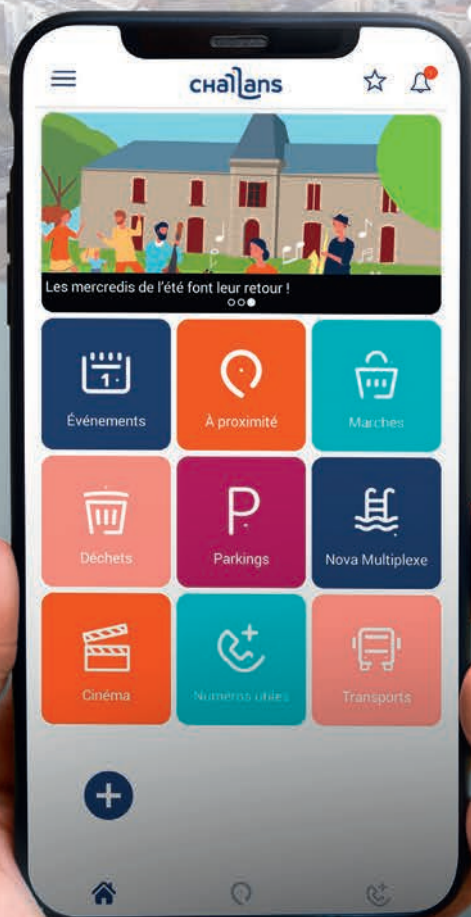 challans
Les mercredis de l'été font leur retour !
1
Événements
À proximité
Marches
Déchets
P
Parkings
Nova Multiplexe
Cinéma
Numéros utiles
Transports